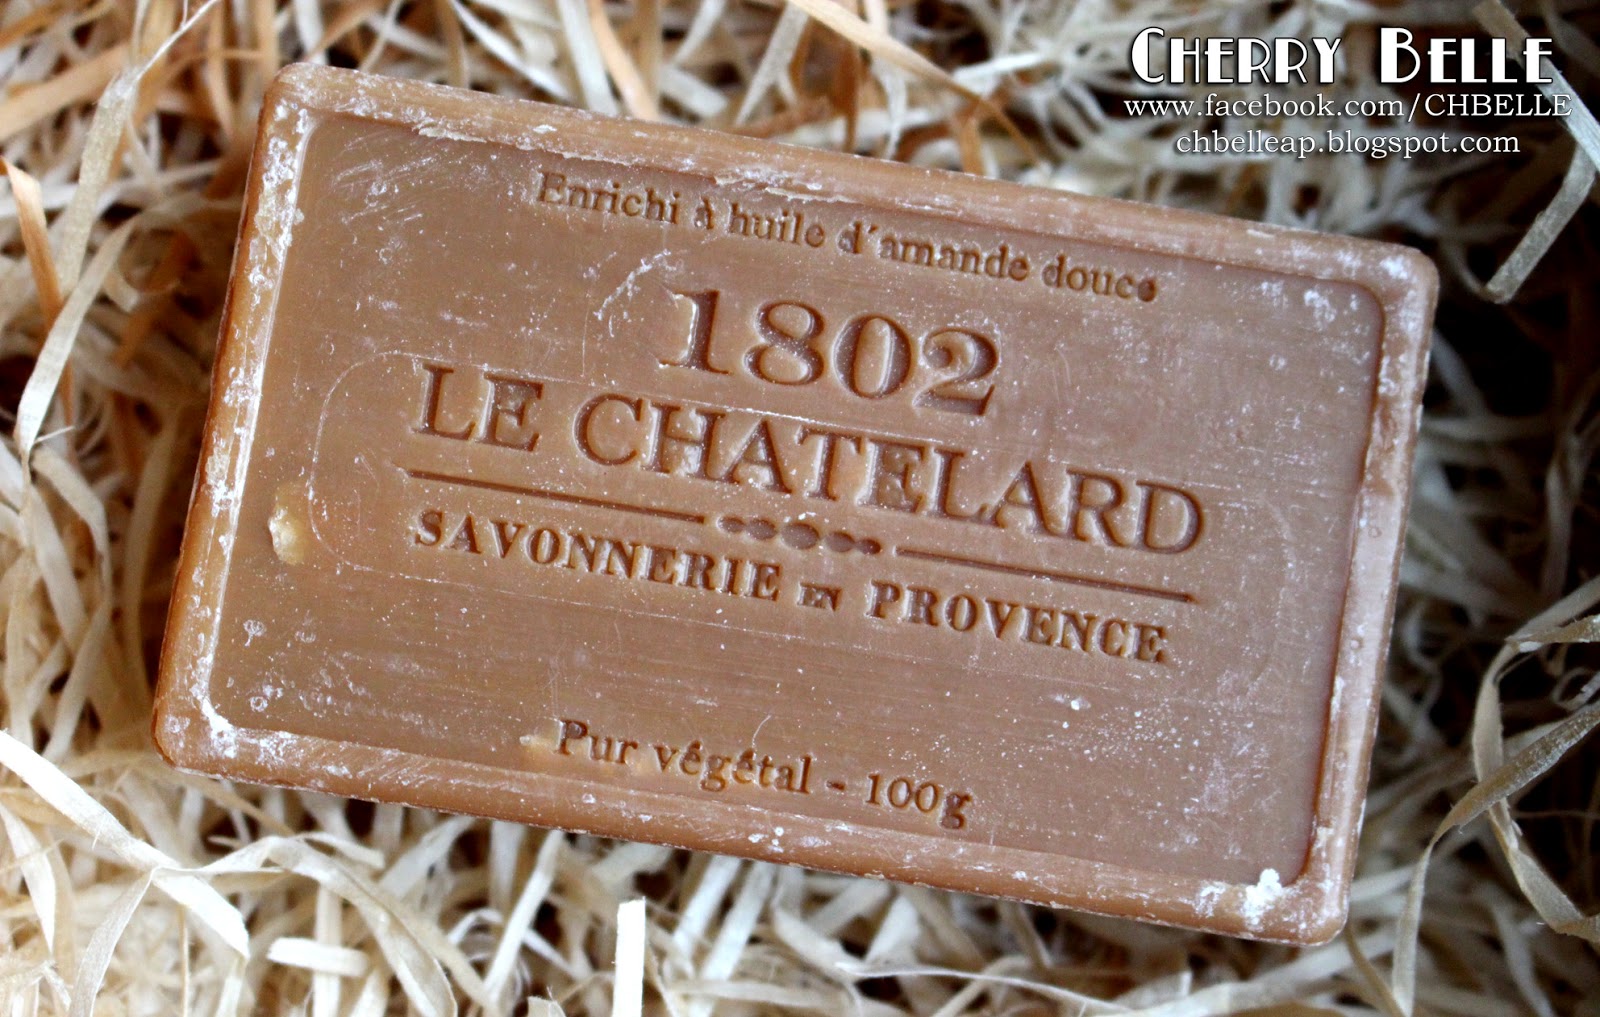 CHERRY BELLE
www.facebook.com/CHBELLE
chbelleap.blogspot.com
Enrichi à huile d´amande douce
1802
LE CHATELARD
SAVONNERIE EN PROVENCE
Pur végétal - 100g